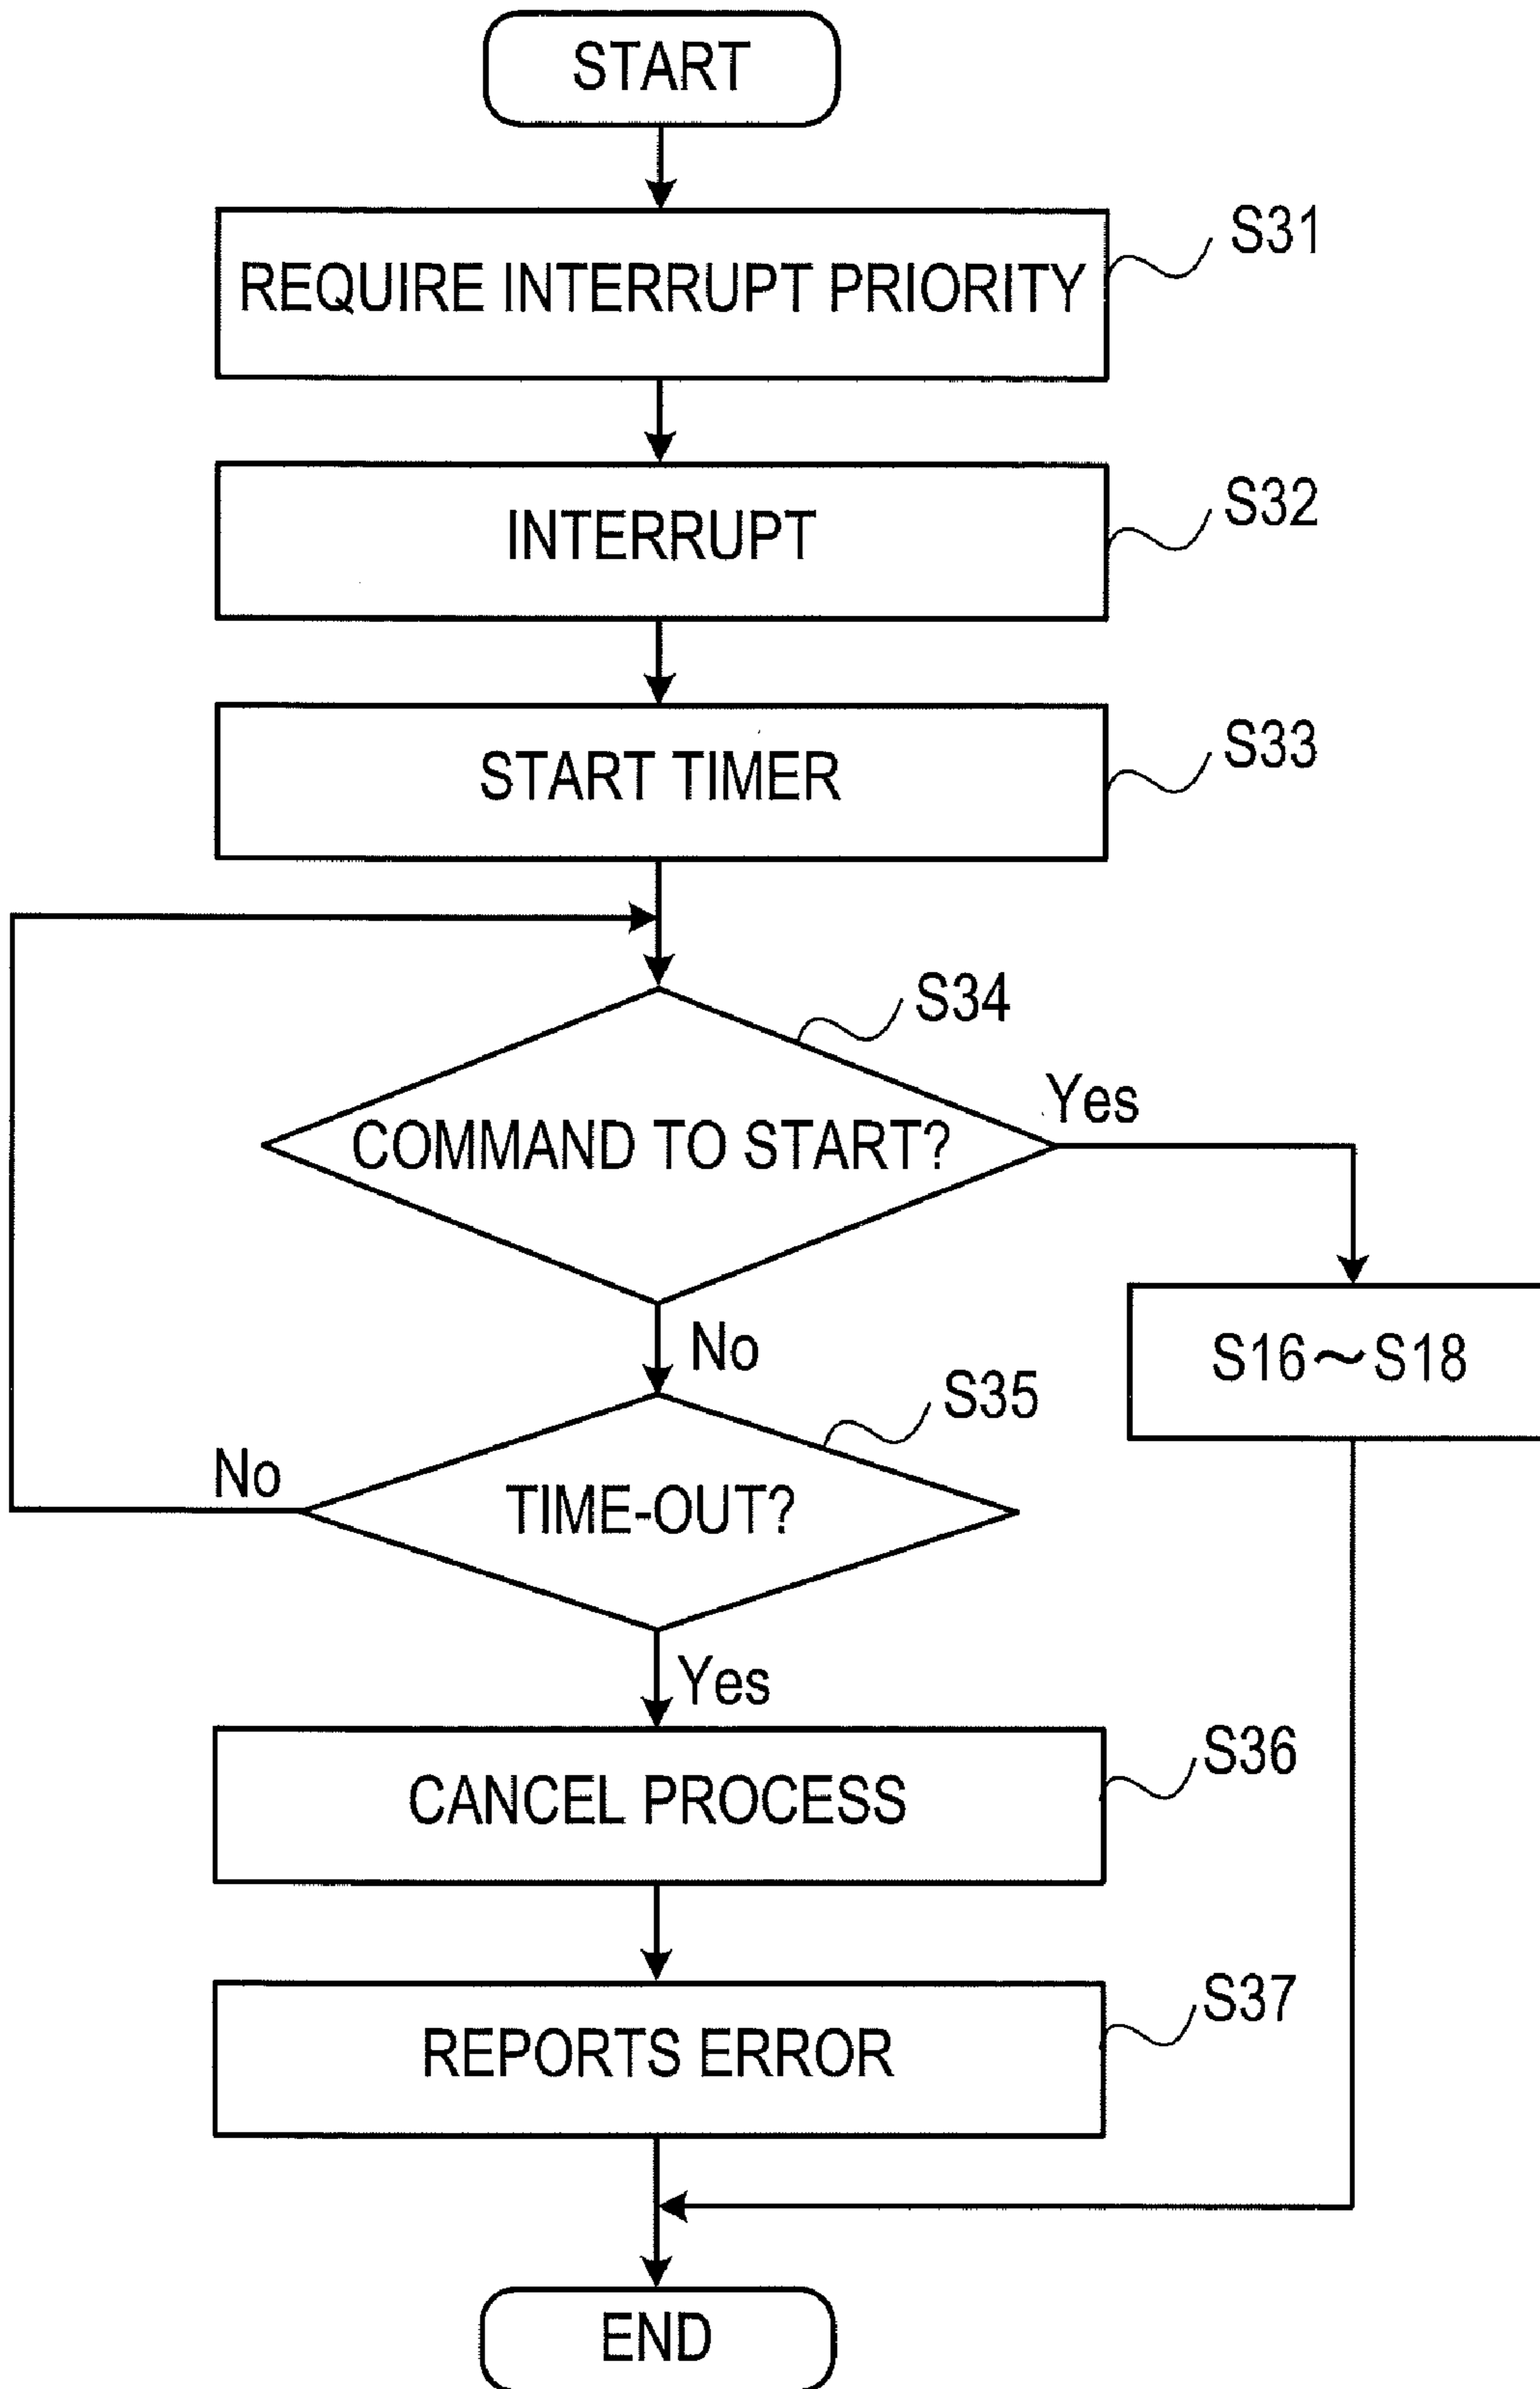 START
REQUIRE INTERRUPT PRIORITY
S31
INTERRUPT
S32
START TIMER
S33
S34
COMMAND TO START?
Yes
No
S16~S18
S35
No
TIME-OUT?
Yes
CANCEL PROCESS
S36
REPORTS ERROR
S37
END